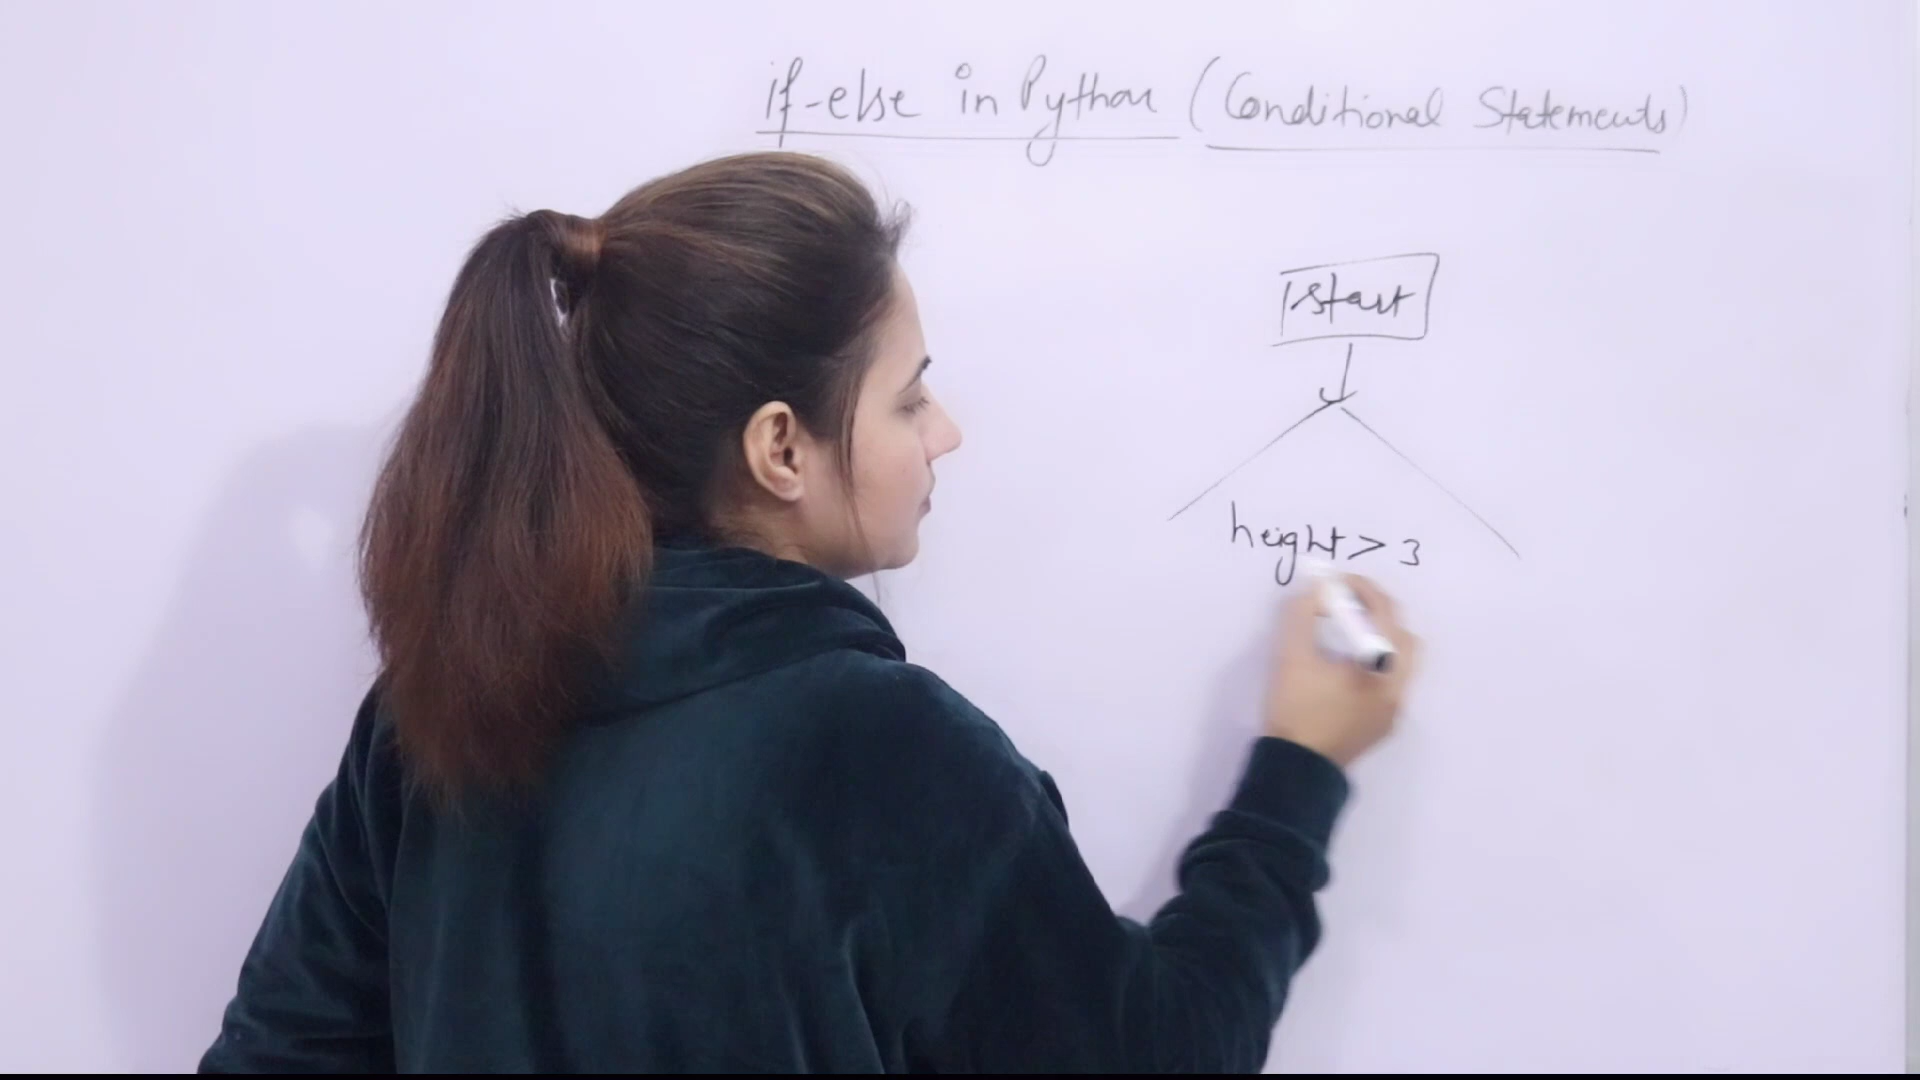 if-else in Python (Conditional Statements)
start
height > 3